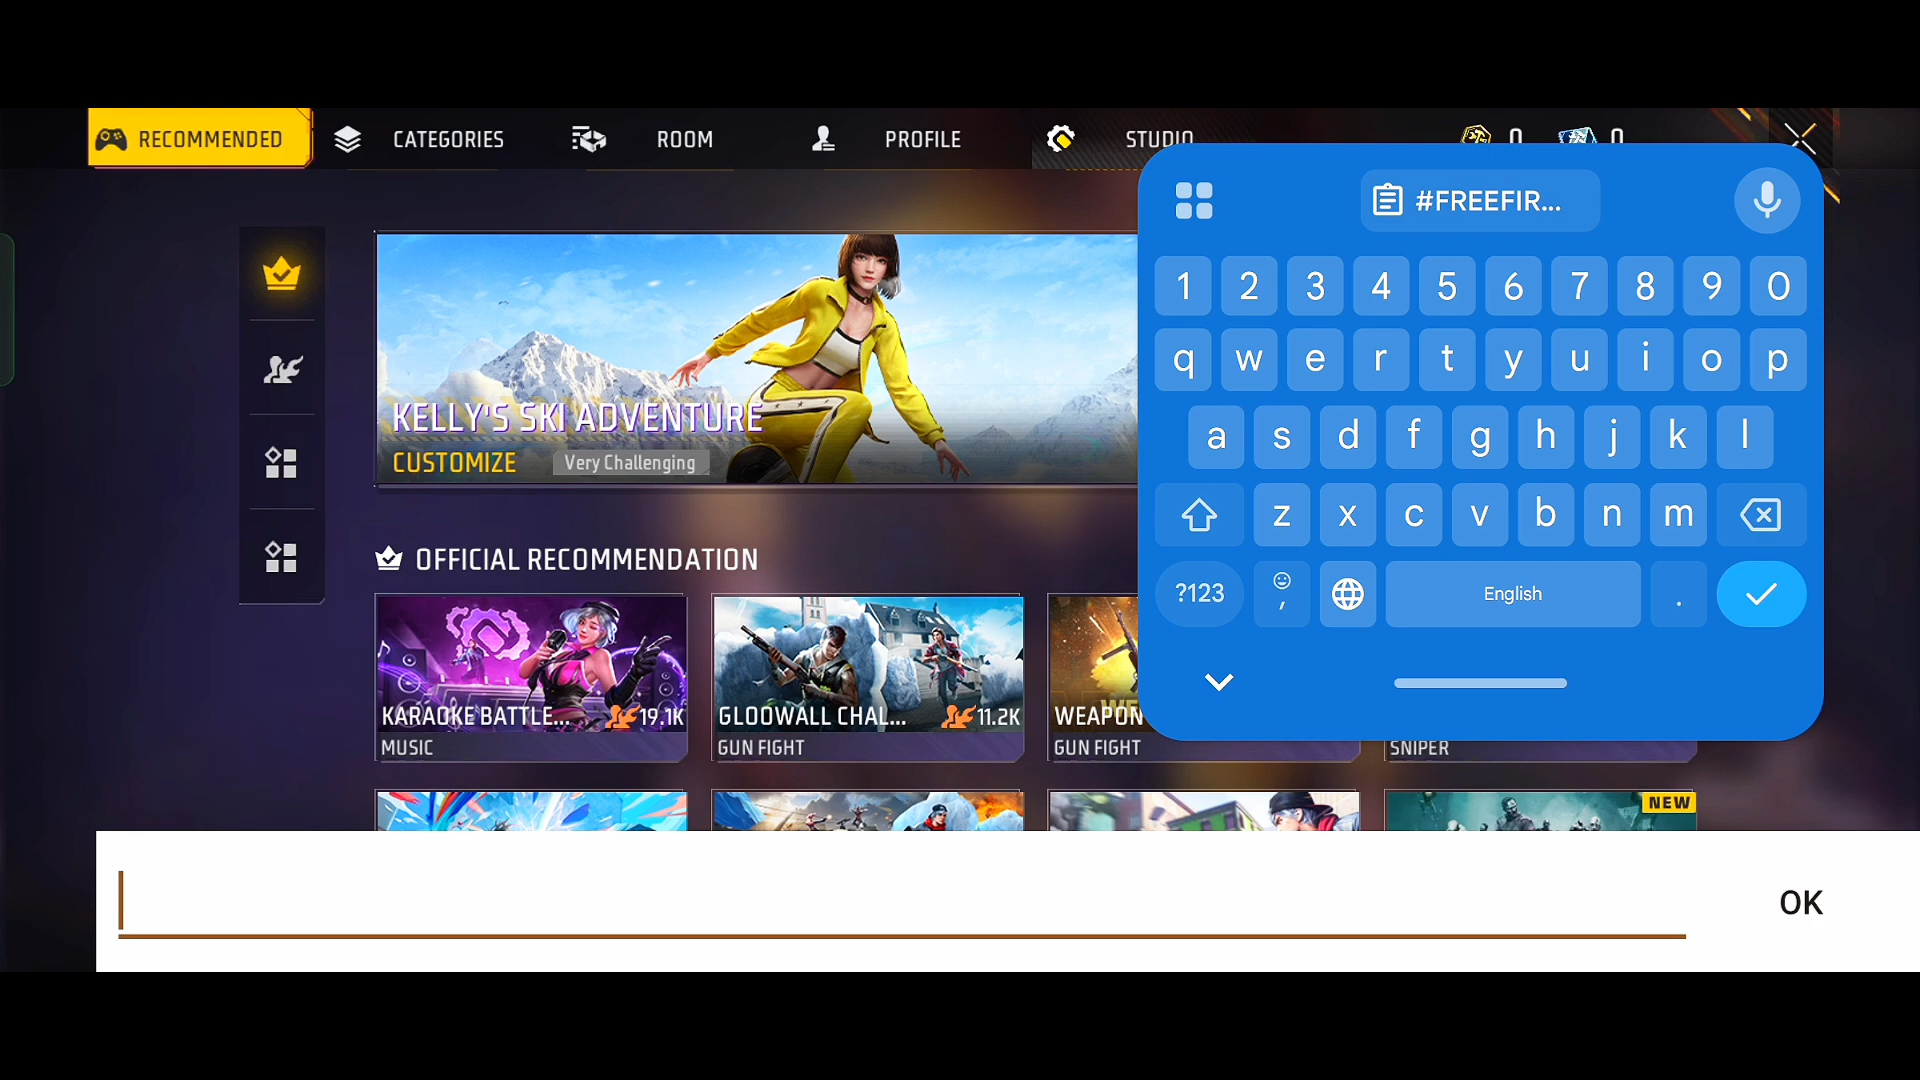 RECOMMENDED
CATEGORIES
ROOM
PROFILE
STUDIO
0
0
KELLY'S SKI ADVENTURE
CUSTOMIZE
Very Challenging
OFFICIAL RECOMMENDATION
KARAOKE BATTLE...
19.1K
MUSIC
GLOOWALL CHAL...
11.2K
GUN FIGHT
WEAPON
GUN FIGHT
SNIPER
NEW
#FREEFIR...
1 2 3 4 5 6 7 8 9 0
q w e r t y u i o p
a s d f g h j k l
z x c v b n m
?123 , English .
OK